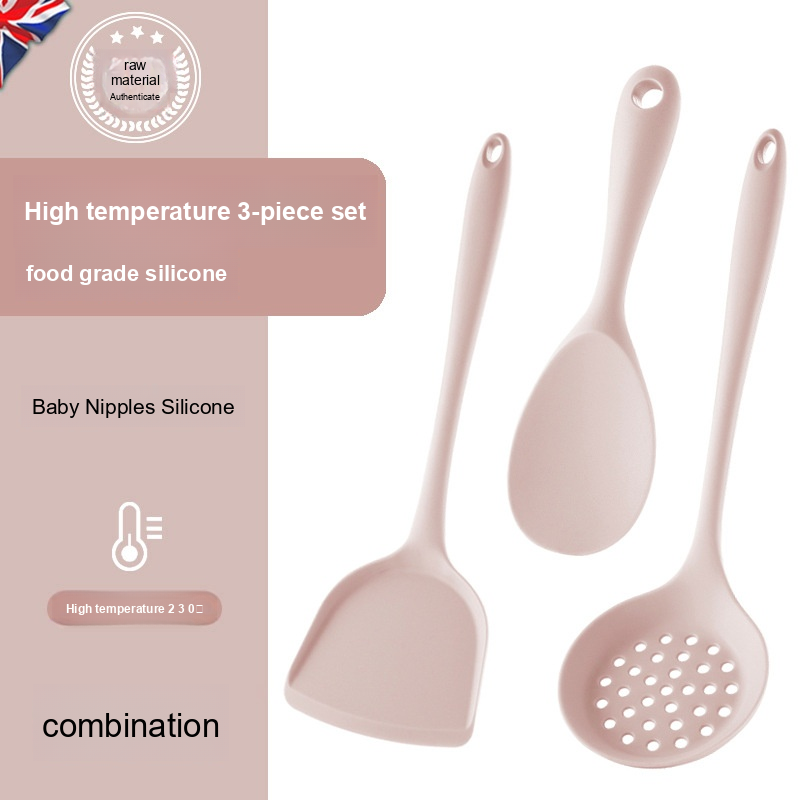 raw
material
Authenticate
High temperature 3-piece set
food grade silicone
Baby Nipples Silicone
High temperature 2 3 0□
combination